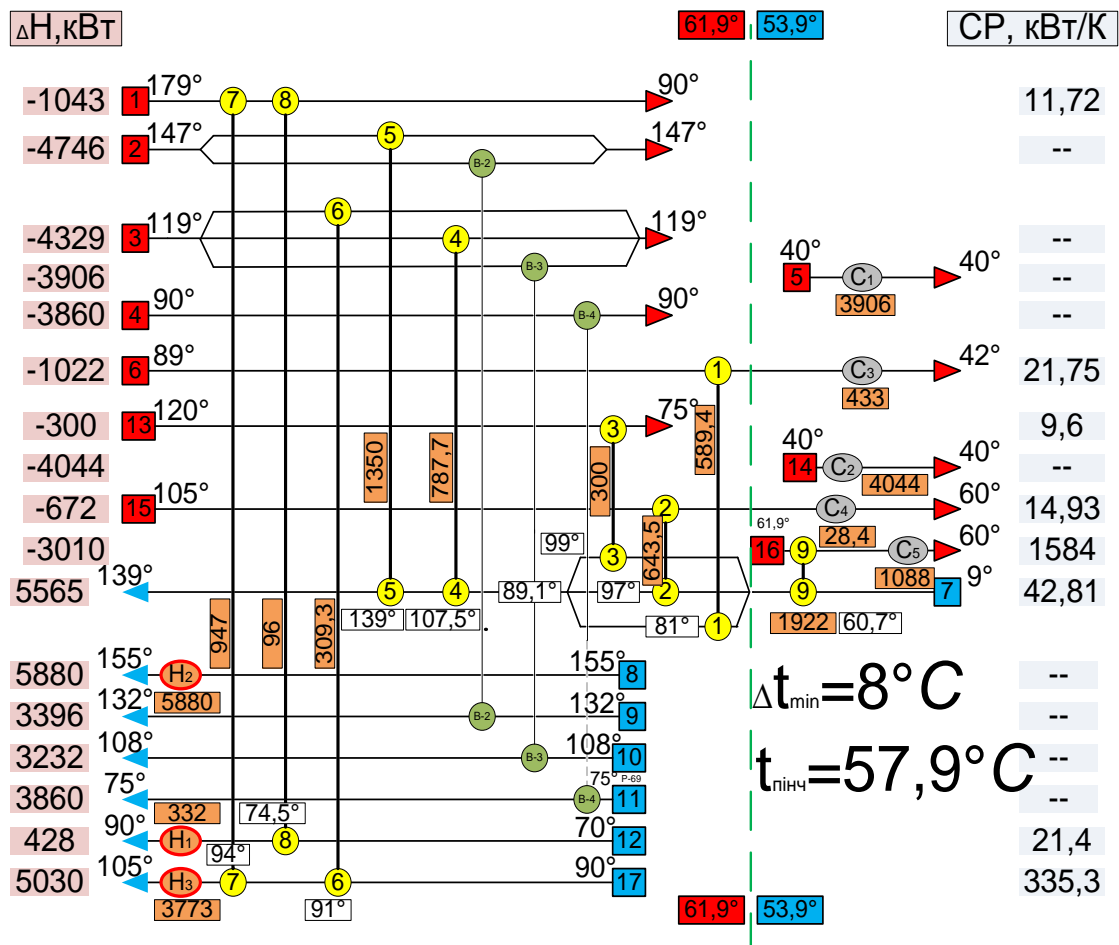 ΔH,кВт 61,9° 53,9° CP, кВт/К
-1043 1 179° 7 8 90° 11,72
-4746 2 147° 5 147° --
B-2
6
-4329 3 119° 4 119° --
-3906 B-3 40° 5 C1 40° --
3906
-3860 4 90° B-4 90° --
-1022 6 89° 1 C3 42° 21,75
433
-300 13 120° 3 75° 9,6
1350 787,7 300 589,4
-4044 40° 14 C2 40° --
4044
-672 15 105° 2 C4 60° 14,93
28,4
61,9°
-3010 99° 3 643,5 16 9 C5 60° 1584
1088
5565 139° 5 4 89,1° 97° 2 9 7 9° 42,81
139° 107,5° . 81° 1 1922 60,7°
947 96 309,3
5880 155° H2 155° 8 --
5880
Δtmin=8°C
3396 132° B-2 132° 9 --
3232 108° B-3 108° 10 --
tпінч=57,9°C
3860 75° B-4 75° P-69 11 --
332 74,5°
428 90° H1 8 70° 12 21,4
94°
5030 105° H3 7 6 90° 17 335,3
3773 91° 61,9° 53,9°